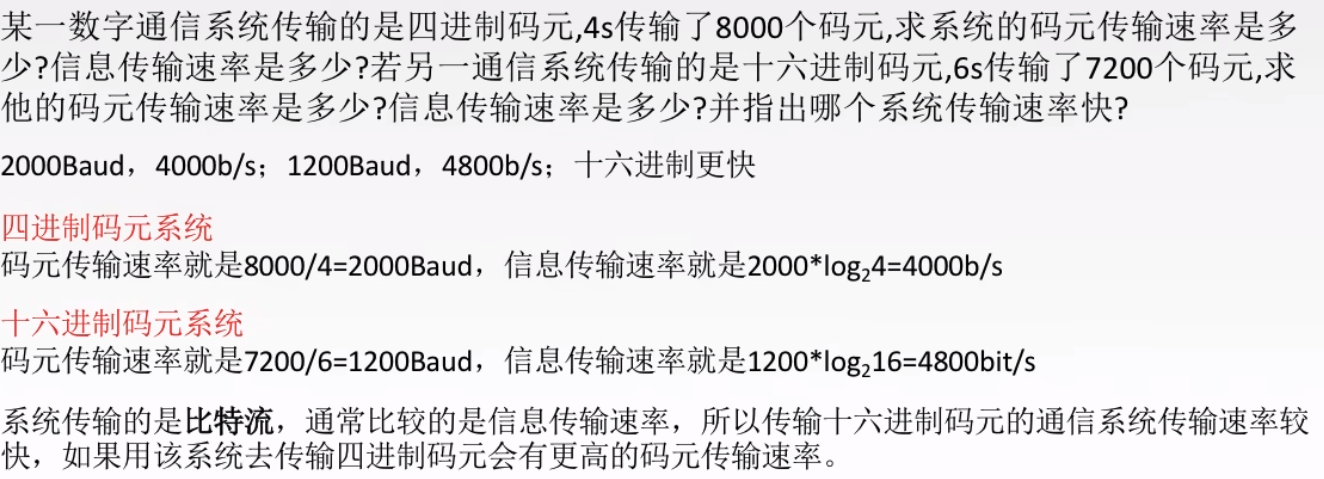 某一数字通信系统传输的是四进制码元,4s传输了8000个码元,求系统的码元传输速率是多
少?信息传输速率是多少?若另一通信系统传输的是十六进制码元,6s传输了7200个码元,求
他的码元传输速率是多少?信息传输速率是多少?并指出哪个系统传输速率快?
2000Baud，4000b/s；1200Baud，4800b/s；十六进制更快
四进制码元系统
码元传输速率就是8000/4=2000Baud，信息传输速率就是2000*log₂4=4000b/s
十六进制码元系统
码元传输速率就是7200/6=1200Baud，信息传输速率就是1200*log₂16=4800bit/s
系统传输的是比特流，通常比较的是信息传输速率，所以传输十六进制码元的通信系统传输速率较
快，如果用该系统去传输四进制码元会有更高的码元传输速率。